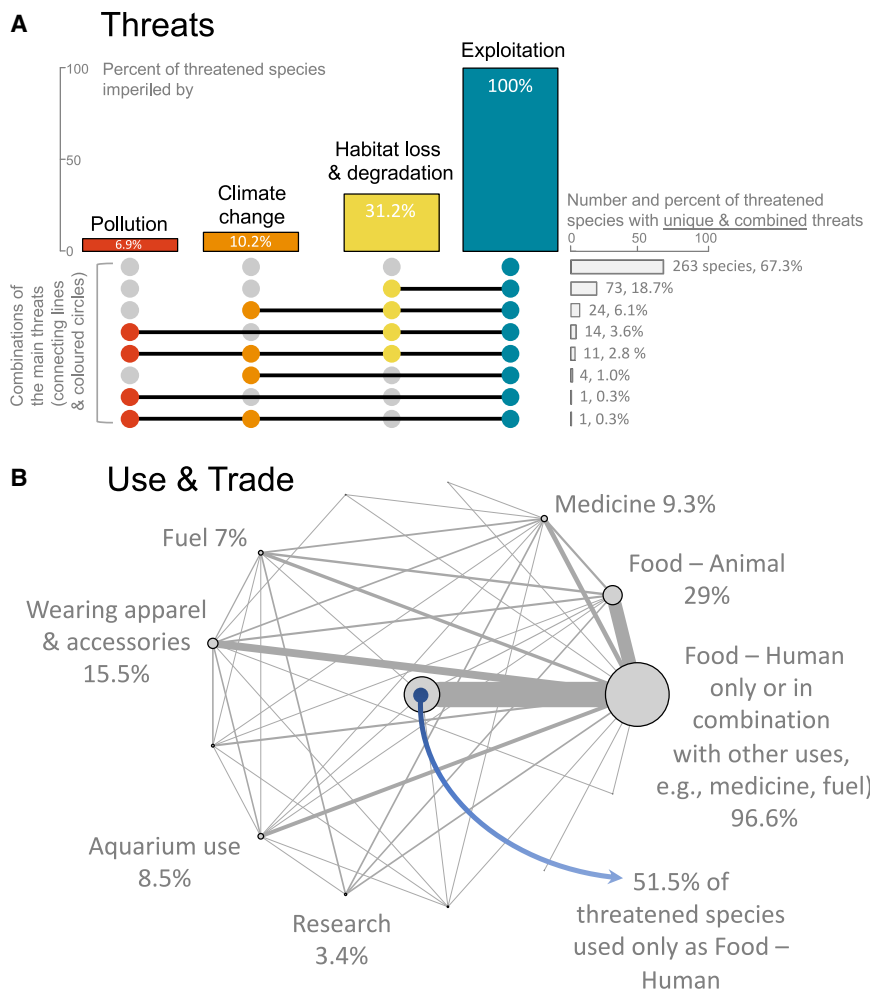 A
Threats
Percent of threatened species
imperiled by
100
50
0
Pollution
6.9%
Climate
change
10.2%
Habitat loss
& degradation
31.2%
Exploitation
100%
Number and percent of threatened
species with unique & combined threats
0 50 100
Combinations of
the main threats
(connecting lines
& coloured circles)
263 species, 67.3%
73, 18.7%
24, 6.1%
14, 3.6%
11, 2.8 %
4, 1.0%
1, 0.3%
1, 0.3%
B
Use & Trade
Medicine 9.3%
Fuel 7%
Food – Animal
29%
Wearing apparel
& accessories
15.5%
Food – Human
only or in
combination
with other uses,
e.g., medicine, fuel)
96.6%
Aquarium use
8.5%
Research
3.4%
51.5% of
threatened species
used only as Food –
Human